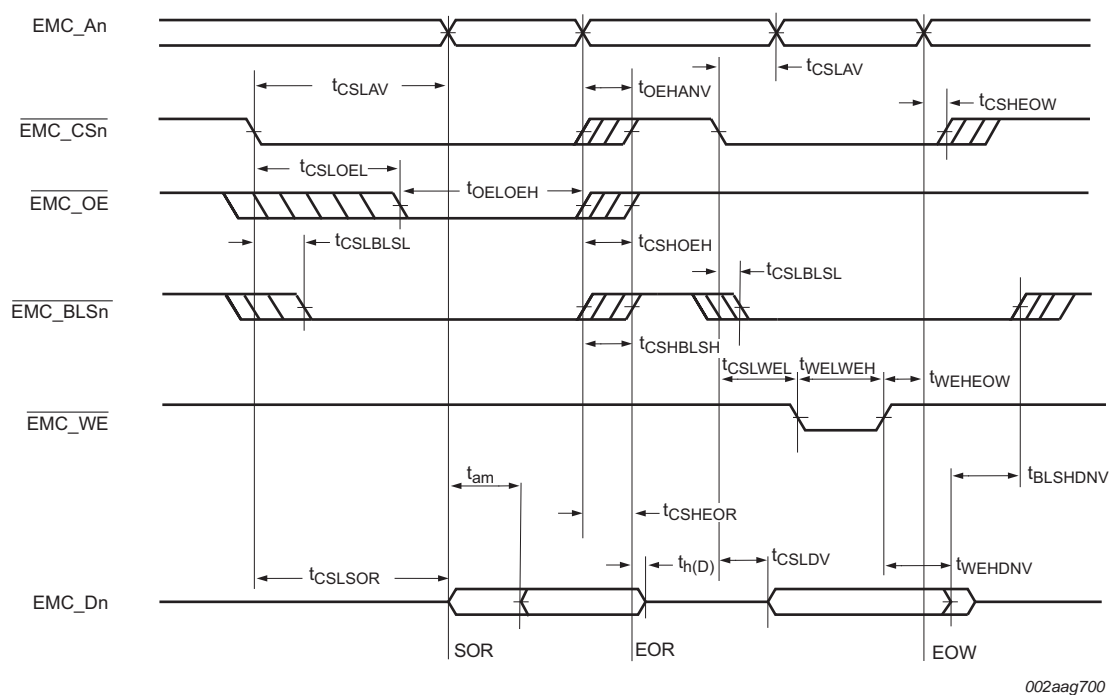 EMC_An
tCSLAV
tOEHANV
tCSLAV
tCSHEOW
EMC_CSn
tCSLOEL
tOELOEH
EMC_OE
tCSLBLSL
tCSHOEH
tCSLBLSL
EMC_BLSn
tCSHBLSH
tCSLWEL
tWELWEH
tWEHEOW
EMC_WE
tam
tBLSHDNV
tCSHEOR
tCSLSOR
th(D)
tCSLDV
tWEHDNV
EMC_Dn
SOR
EOR
EOW
002aag700